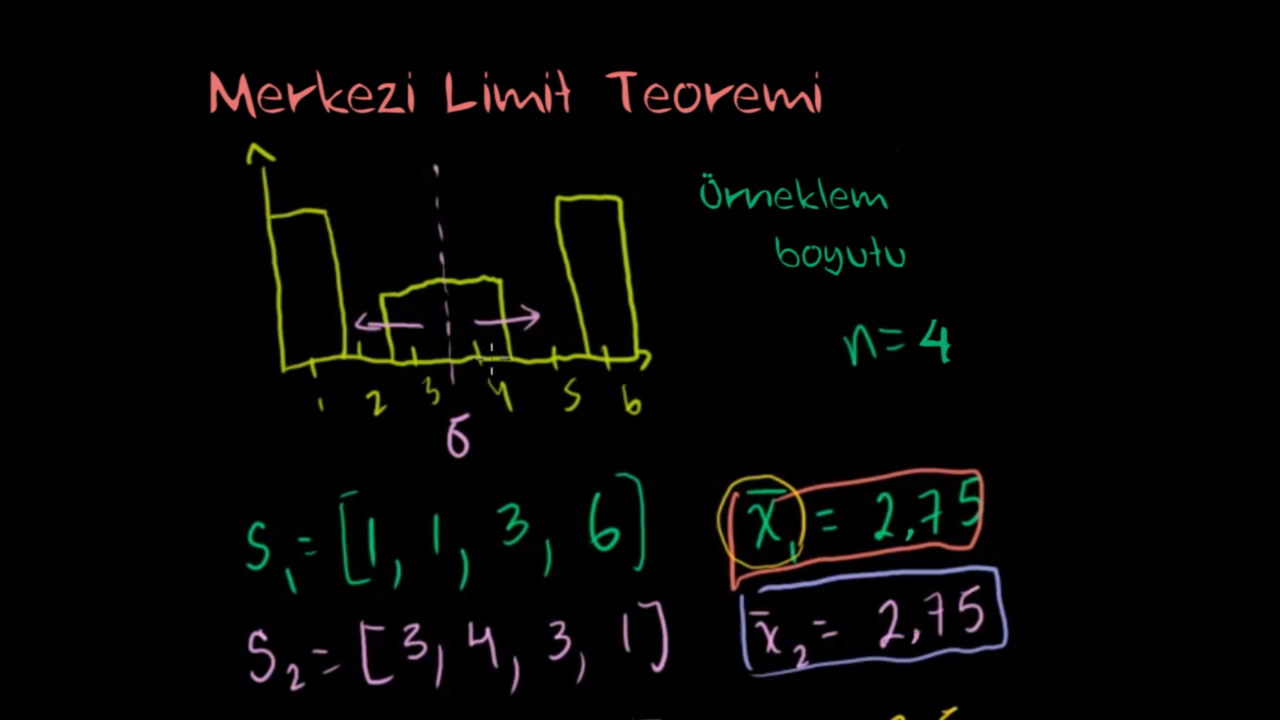 Merkezi Limit Teoremi
Örneklem
boyutu
n = 4
1 2 3 4 5 6
σ
S₁ = [1, 1, 3, 6]
x̄₁ = 2,75
S₂ = [3, 4, 3, 1]
x̄₂ = 2,75